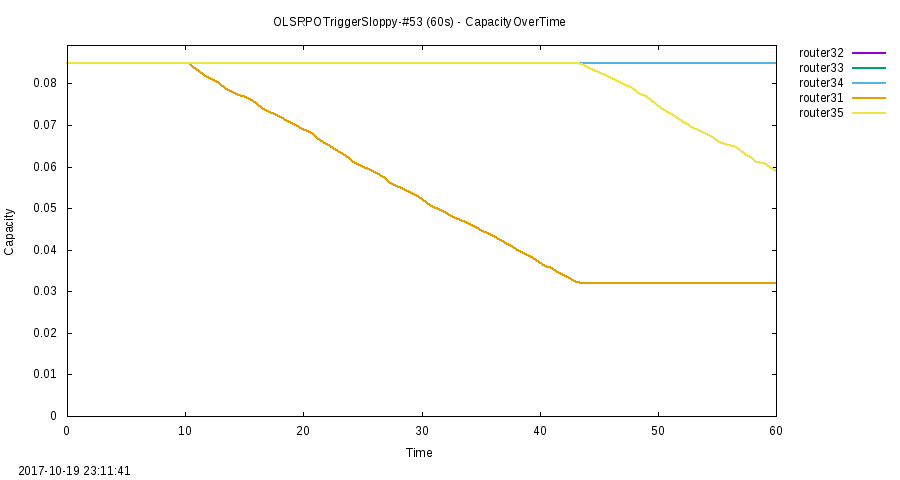 OLSRPOTriggerSloppy-#53 (60s) - CapacityOverTime
router32
router33
router34
router31
router35
0.08
0.07
0.06
0.05
0.04
0.03
0.02
0.01
0
Capacity
0 10 20 30 40 50 60
Time
2017-10-19 23:11:41